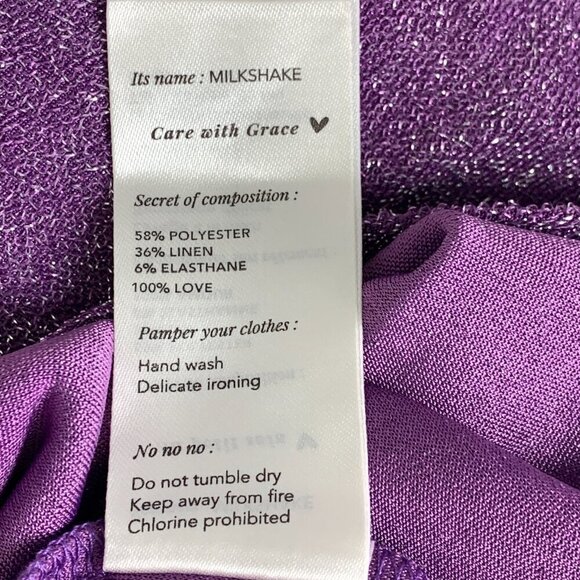 Its name : MILKSHAKE
Care with Grace ♥
Secret of composition :
58% POLYESTER
36% LINEN
6% ELASTHANE
100% LOVE
Pamper your clothes :
Hand wash
Delicate ironing
No no no :
Do not tumble dry
Keep away from fire
Chlorine prohibited